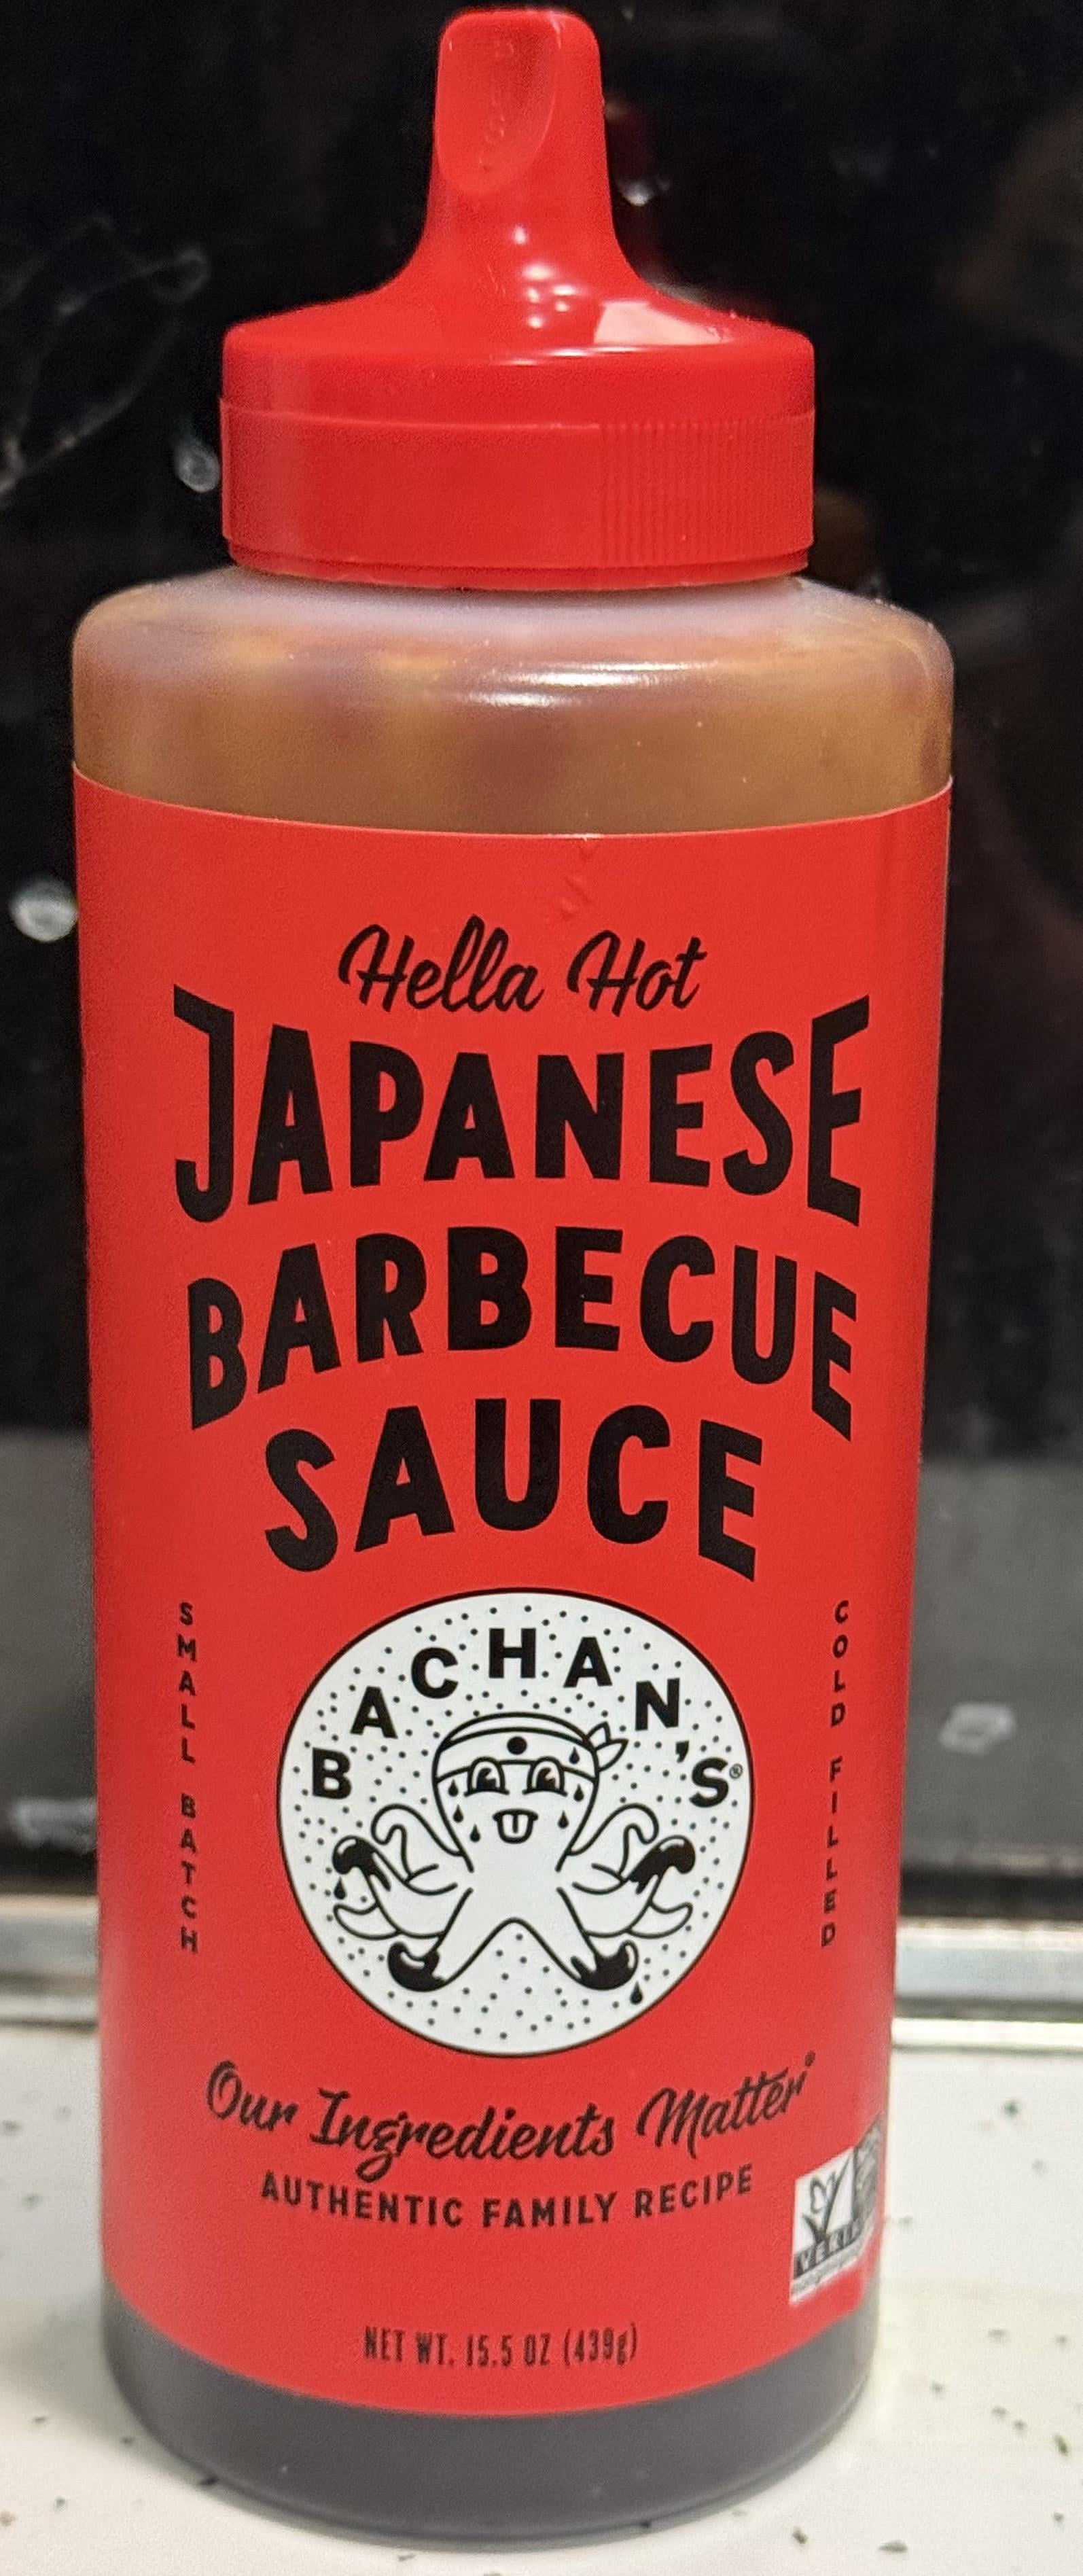 Hella Hot
JAPANESE
BARBECUE
SAUCE
SMALL BATCH
BACHAN'S®
COLD FILLED
Our Ingredients Matter®
AUTHENTIC FAMILY RECIPE
NET WT. 15.5 OZ (439g)